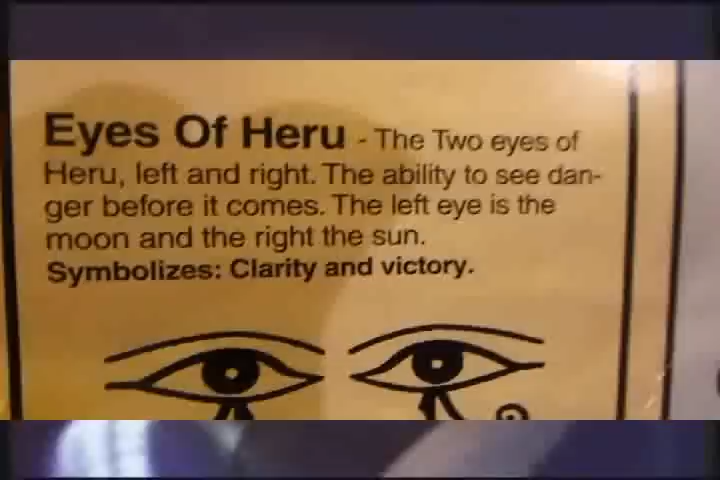 Eyes Of Heru - The Two eyes of
Heru, left and right. The ability to see dan-
ger before it comes. The left eye is the
moon and the right the sun.
Symbolizes: Clarity and victory.